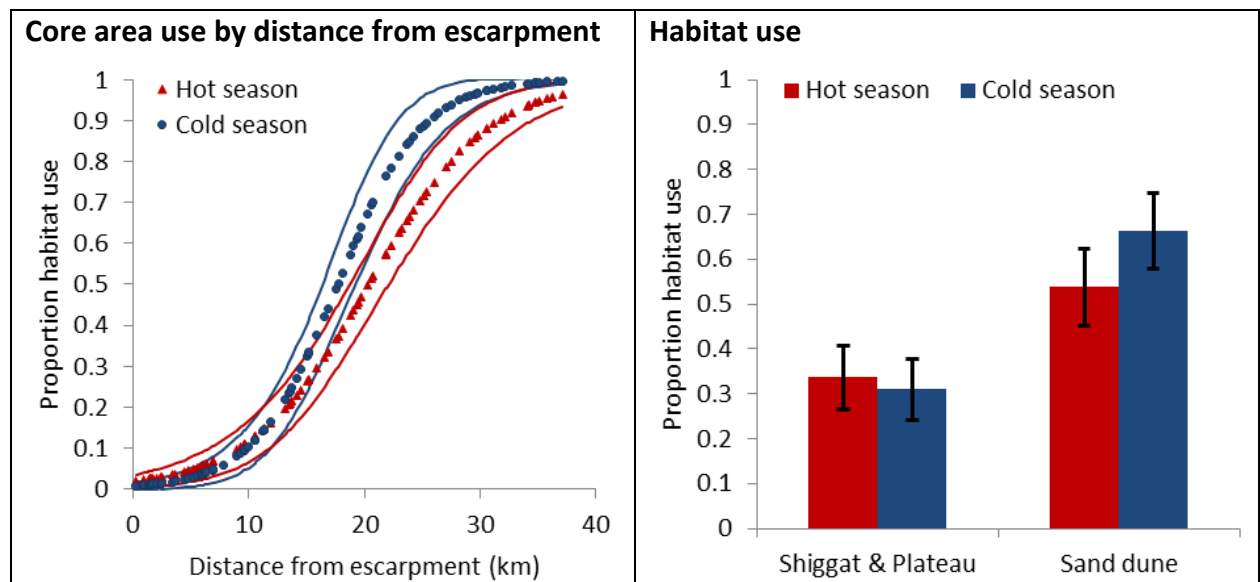 Core area use by distance from escarpment
Proportion habitat use
1
0.9
0.8
0.7
0.6
0.5
0.4
0.3
0.2
0.1
0
Hot season
Cold season
0 10 20 30 40
Distance from escarpment (km)
Habitat use
Proportion habitat use
1
0.9
0.8
0.7
0.6
0.5
0.4
0.3
0.2
0.1
0
Hot season Cold season
Shiggat & Plateau Sand dune